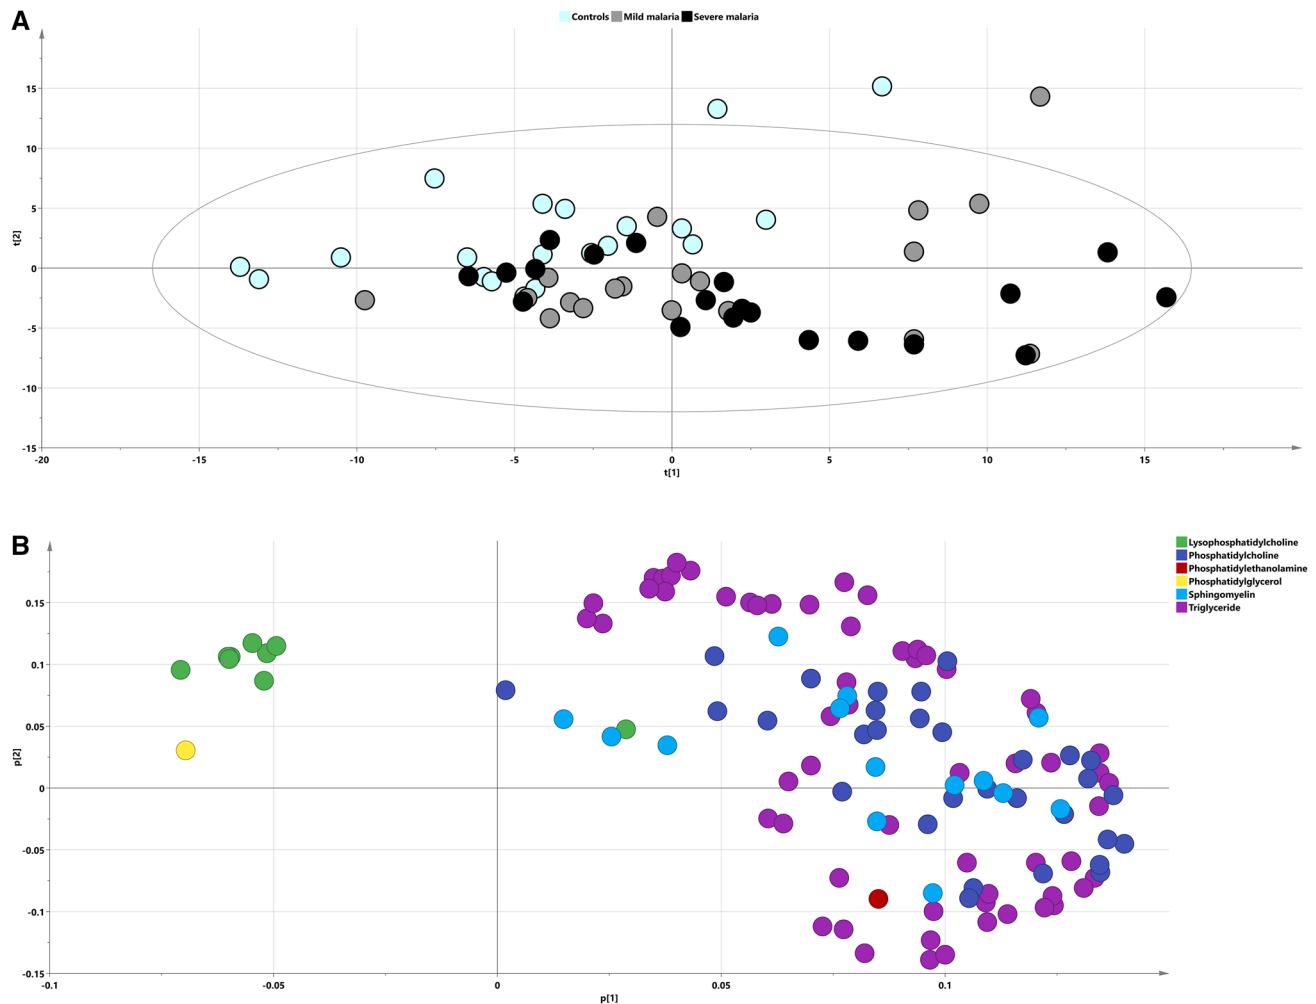 A
Controls Mild malaria Severe malaria
15
10
5
0
-5
-10
-15
t[2]
-20 -15 -10 -5 0 5 10 15
t[1]
B
Lysophosphatidylcholine
Phosphatidylcholine
Phosphatidylethanolamine
Phosphatidylglycerol
Sphingomyelin
Triglyceride
0.15
0.1
0.05
0
-0.05
-0.1
-0.15
p[2]
-0.1 -0.05 0 0.05 0.1
p[1]